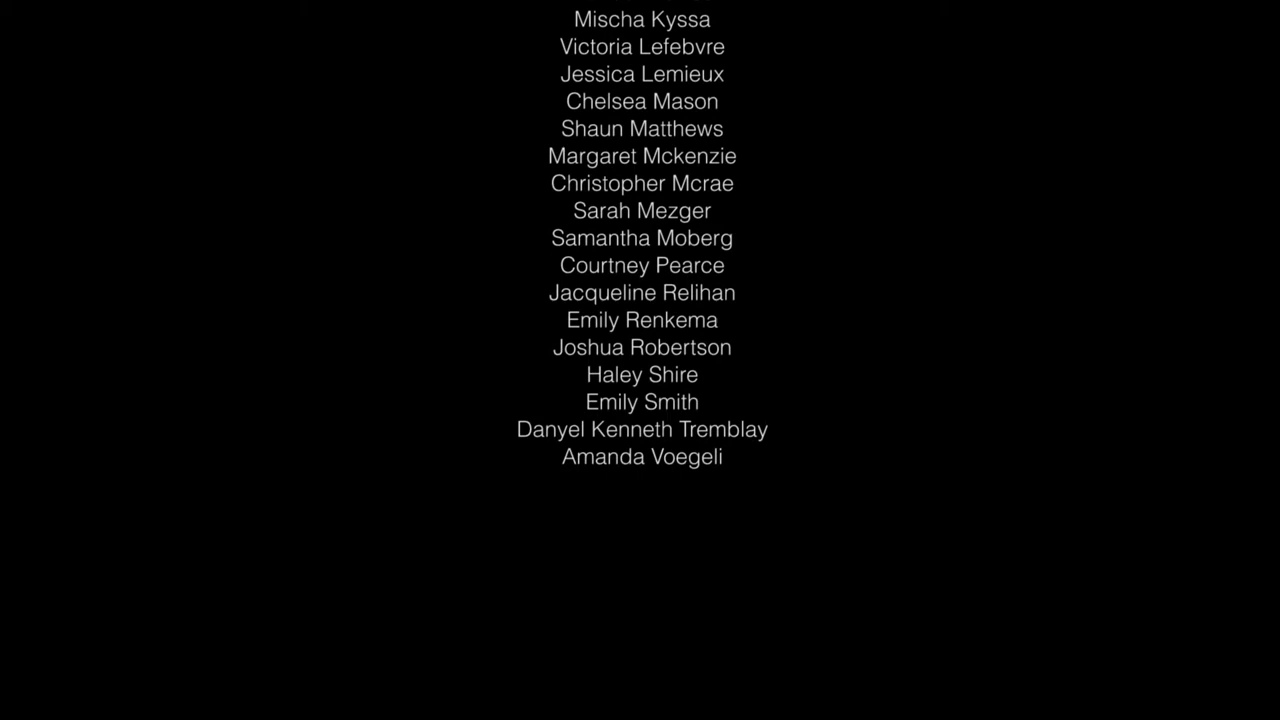 Mischa Kyssa
Victoria Lefebvre
Jessica Lemieux
Chelsea Mason
Shaun Matthews
Margaret Mckenzie
Christopher Mcrae
Sarah Mezger
Samantha Moberg
Courtney Pearce
Jacqueline Relihan
Emily Renkema
Joshua Robertson
Haley Shire
Emily Smith
Danyel Kenneth Tremblay
Amanda Voegeli